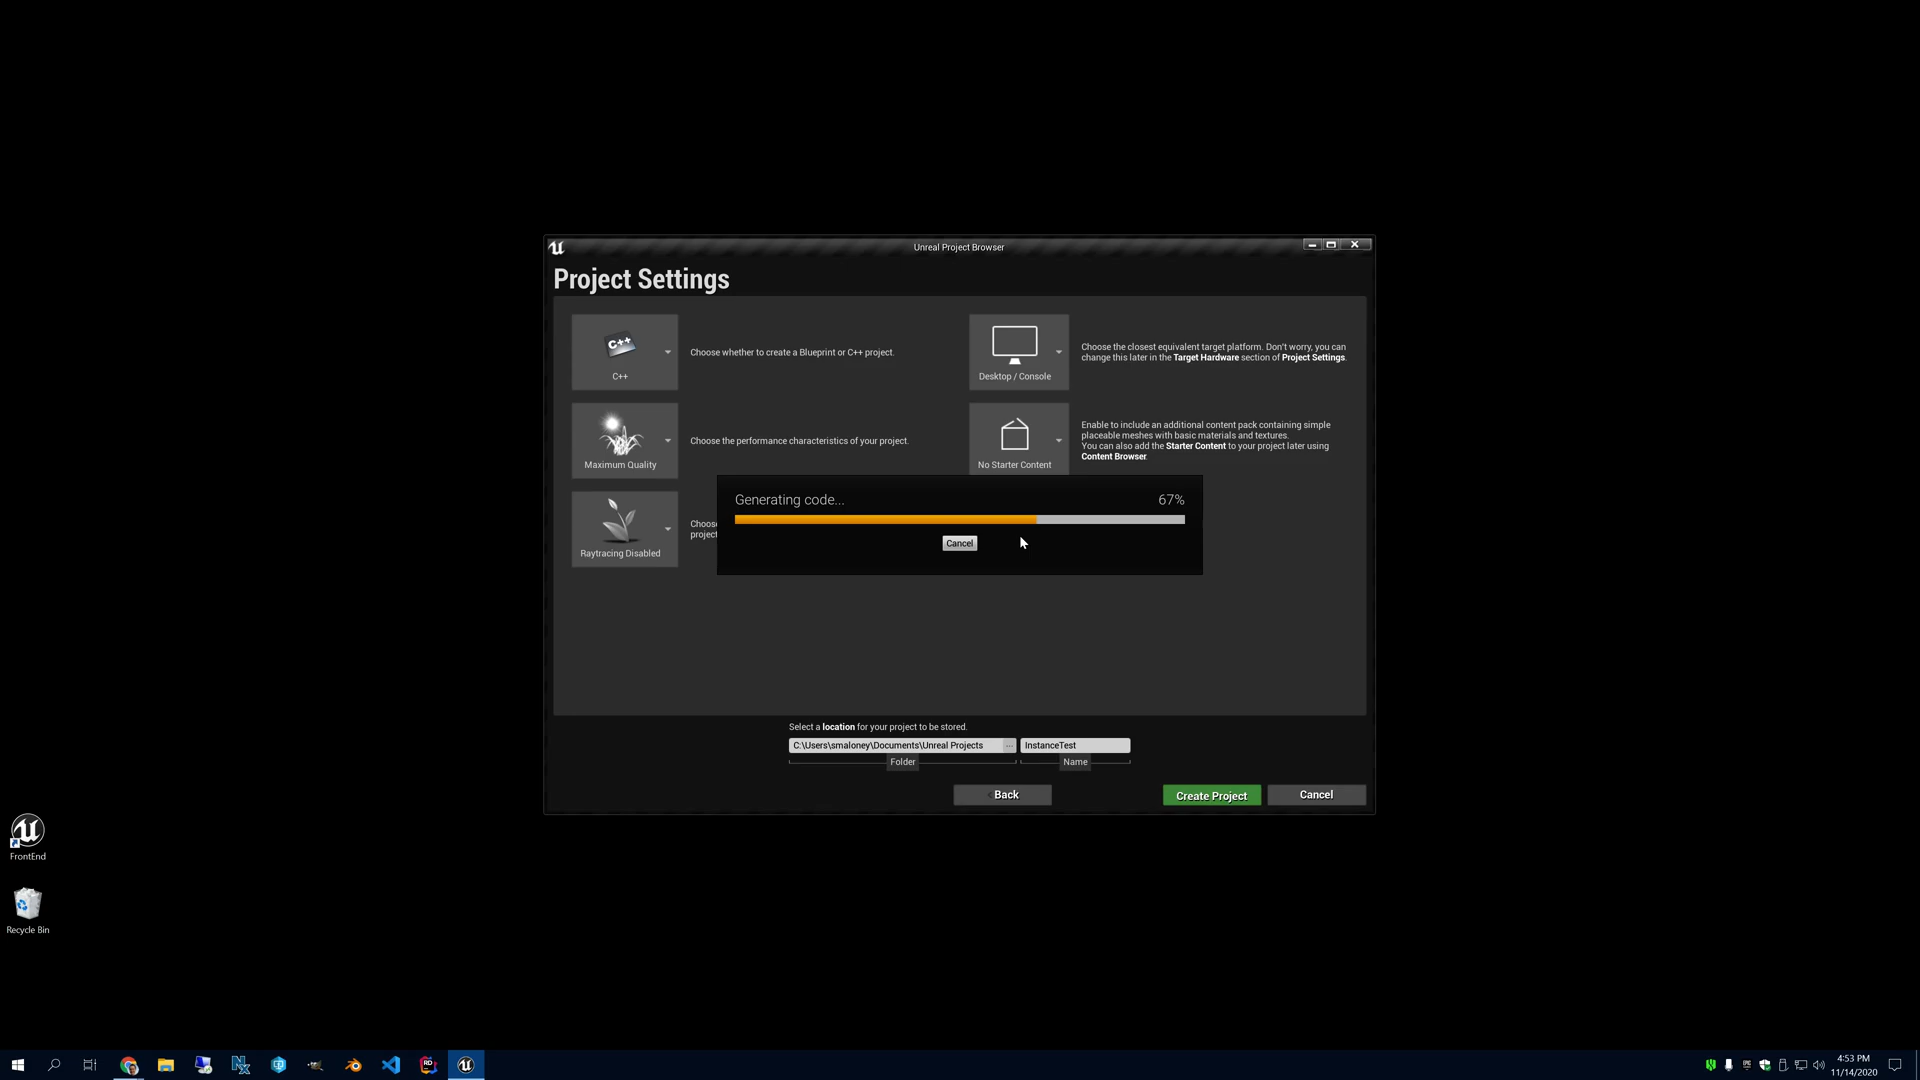 Unreal Project Browser
Project Settings
C++
C++
Choose whether to create a Blueprint or C++ project.
Desktop / Console
Choose the closest equivalent target platform. Don't worry, you can
change this later in the Target Hardware section of Project Settings.
Maximum Quality
Choose the performance characteristics of your project.
No Starter Content
Enable to include an additional content pack containing simple
placeable meshes with basic materials and textures.
You can also add the Starter Content to your project later using
Content Browser
Raytracing Disabled
Choos
project
Generating code...
67%
Cancel
Select a location for your project to be stored.
C:\Users\smaloney\Documents\Unreal Projects
...
InstanceTest
Folder
Name
Back
Create Project
Cancel
FrontEnd
Recycle Bin
RD
EPIC
4:53 PM
11/14/2020